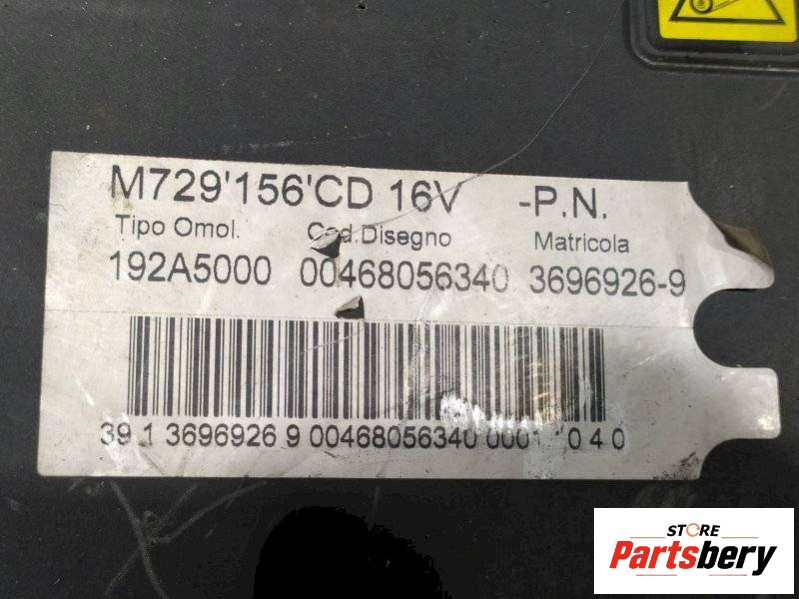 M729'156'CD 16V -P.N.
Tipo Omol. Cod.Disegno Matricola
192A5000 00468056340 3696926-9
39 1 3696926 9 00468056340 0001 040
STORE
Partsbery